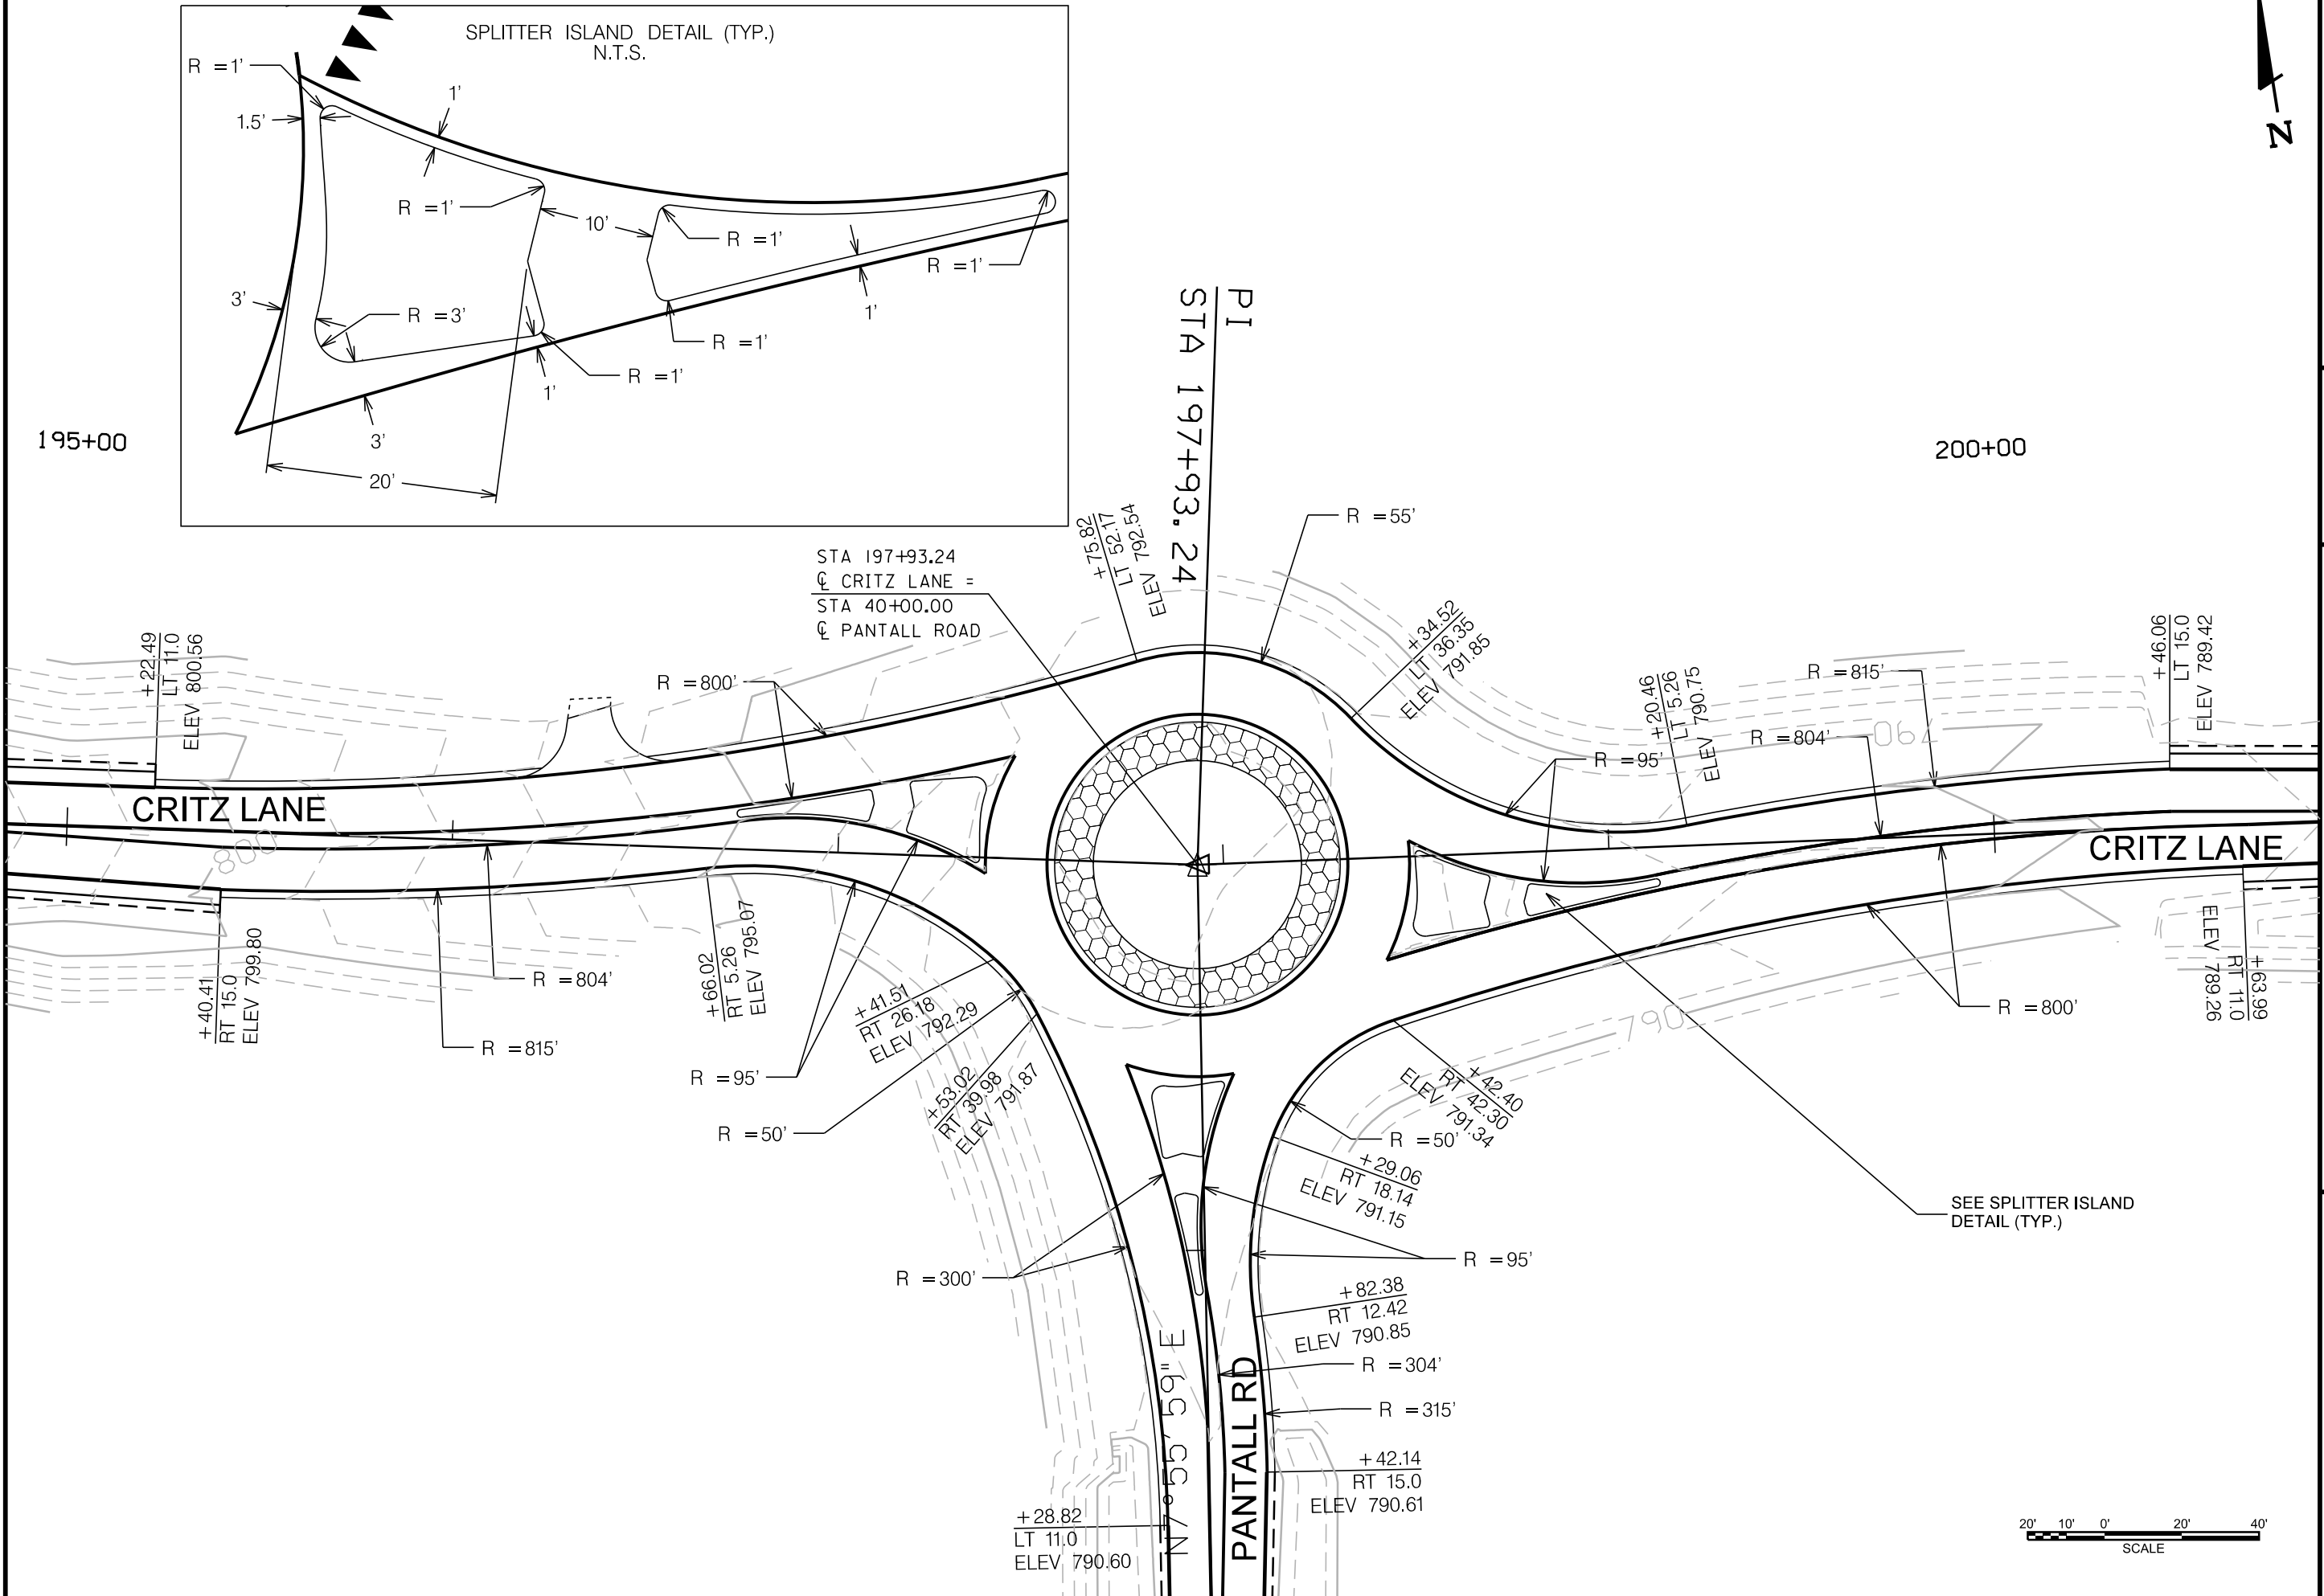 SPLITTER ISLAND DETAIL (TYP.)
N.T.S.
R =1'
1'
1.5'
R =1'
10'
R =1'
R =1'
3'
R =3'
1'
R =1'
R =1'
1'
3'
20'
N
195+00
200+00
PI
STA 197+93.24
R =55'
+75.82
LT 52.17
ELEV 792.54
STA 197+93.24
℄ CRITZ LANE =
STA 40+00.00
℄ PANTALL ROAD
+22.49
LT 11.0
ELEV 800.56
R =800'
+34.52
LT 36.35
ELEV 791.85
+20.46
LT 5.26
ELEV 790.75
R =815'
R =804'
R =95'
790
+46.06
LT 15.0
ELEV 789.42
CRITZ LANE
800
CRITZ LANE
+40.41
RT 15.0
ELEV 799.80
R =804'
R =815'
+66.02
RT 5.26
ELEV 795.07
+41.51
RT 26.18
ELEV 792.29
R =95'
+53.02
RT 39.98
ELEV 791.87
R =50'
+63.99
RT 11.0
ELEV 789.26
R =800'
790
+42.40
RT 42.30
ELEV 791.34
R =50'
+29.06
RT 18.14
ELEV 791.15
SEE SPLITTER ISLAND
DETAIL (TYP.)
R =95'
R =300'
+82.38
RT 12.42
ELEV 790.85
R =304'
R =315'
N7°55'59" E
PANTALL RD
+42.14
RT 15.0
ELEV 790.61
+28.82
LT 11.0
ELEV 790.60
20' 10' 0' 20' 40'
SCALE